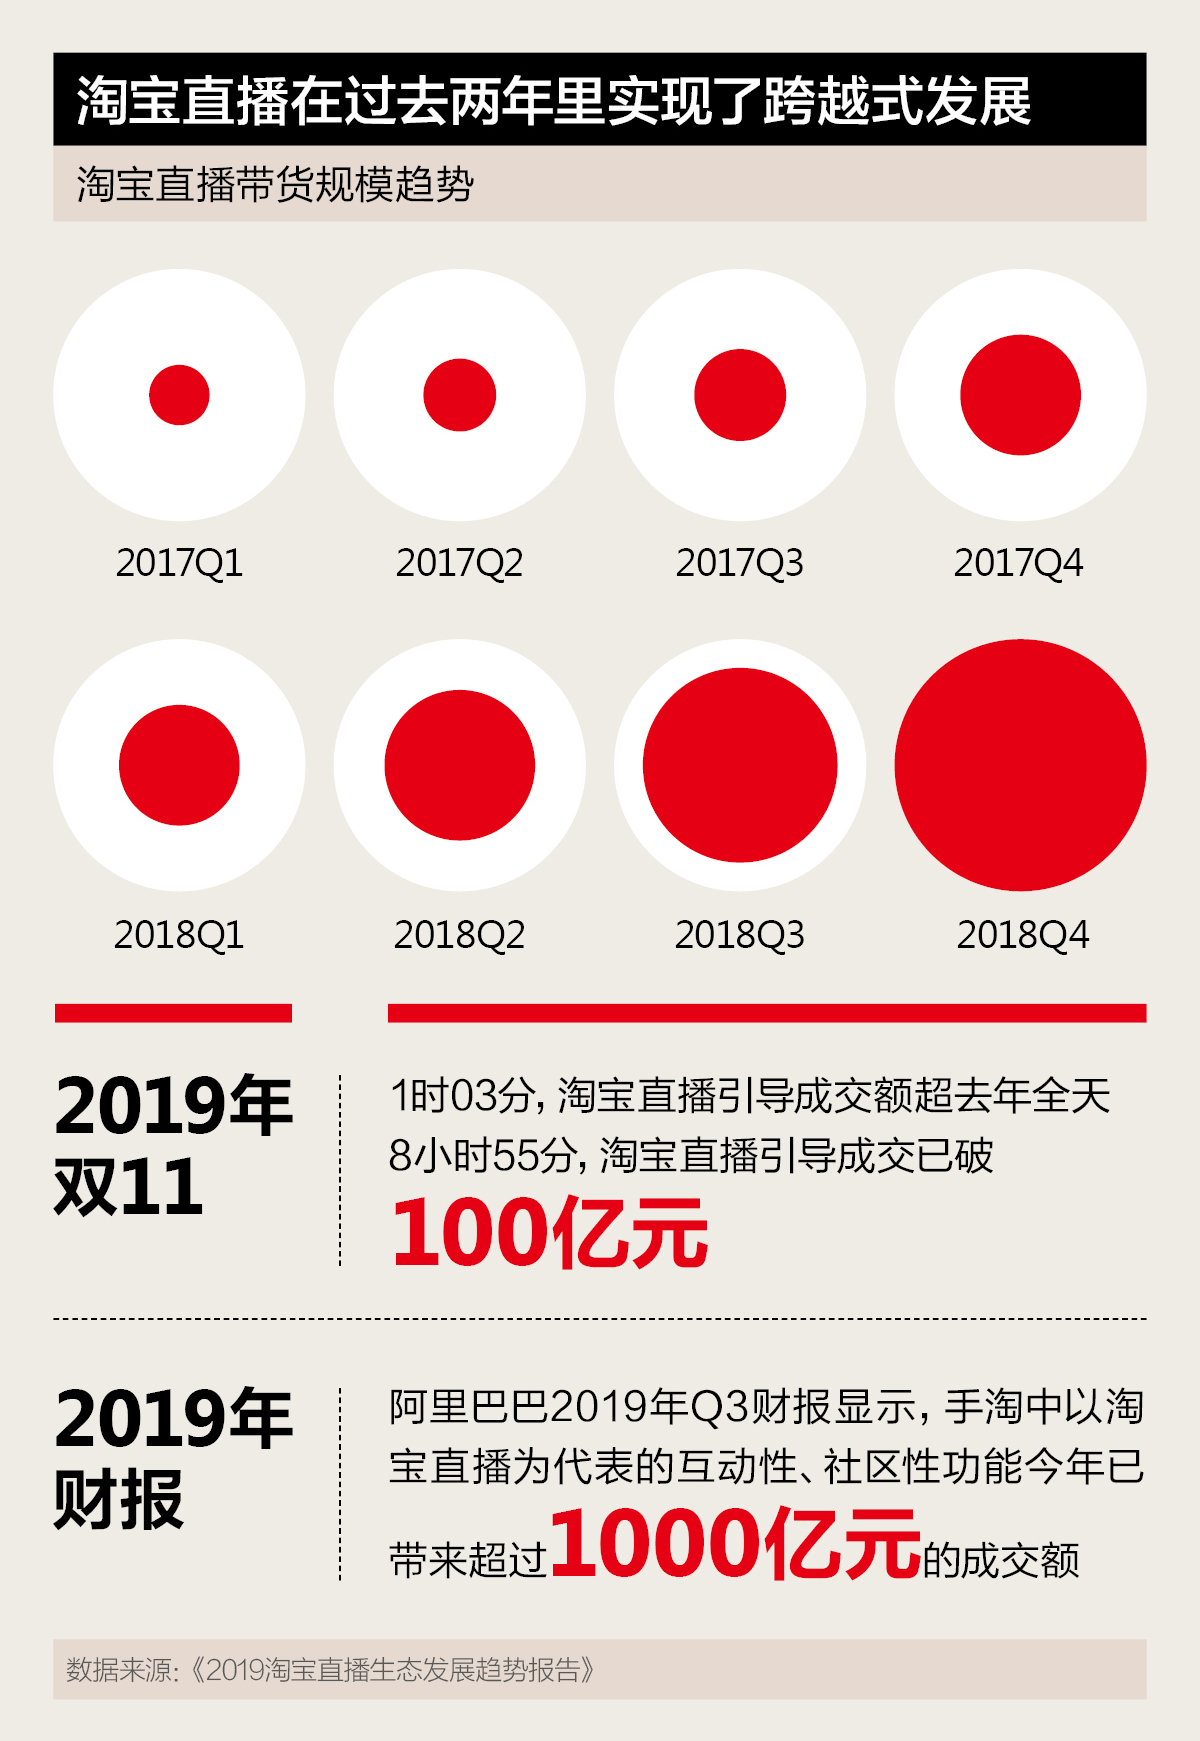 淘宝直播在过去两年里实现了跨越式发展
淘宝直播带货规模趋势
2017Q1
2017Q2
2017Q3
2017Q4
2018Q1
2018Q2
2018Q3
2018Q4
2019年
双11
1时03分，淘宝直播引导成交额超去年全天
8小时55分，淘宝直播引导成交已破
100亿元
2019年
财报
阿里巴巴2019年Q3财报显示，手淘中以淘
宝直播为代表的互动性、社区性功能今年已
带来超过1000亿元的成交额
数据来源：《2019淘宝直播生态发展趋势报告》